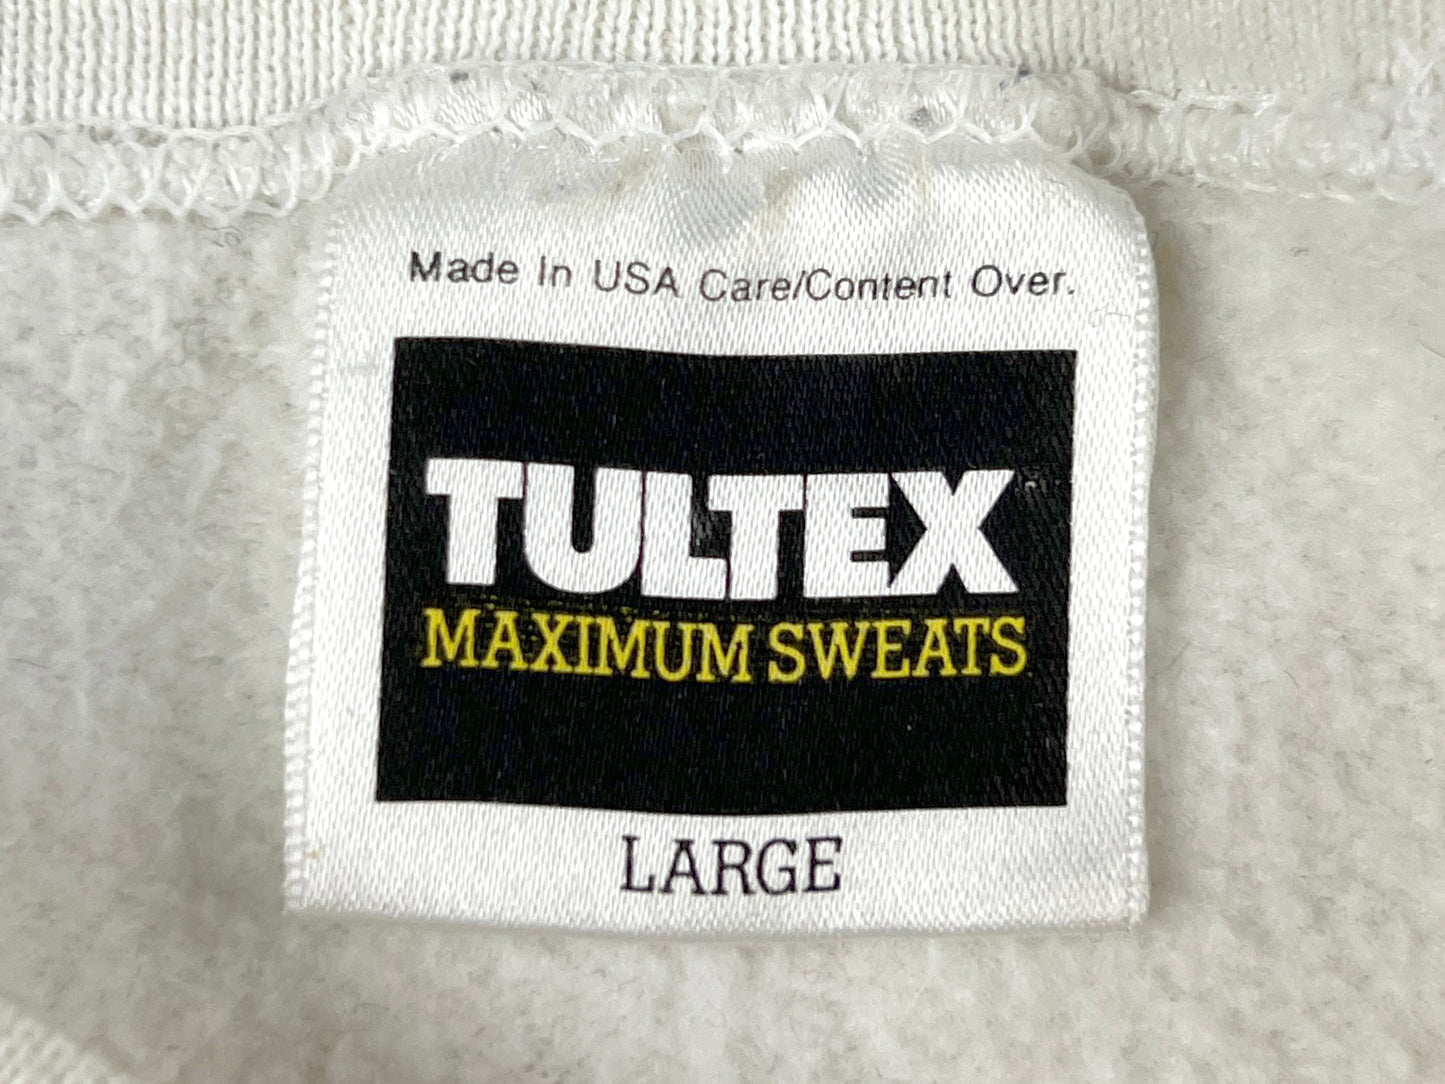 Made In USA Care/Content Over.
TULTEX
MAXIMUM SWEATS
LARGE